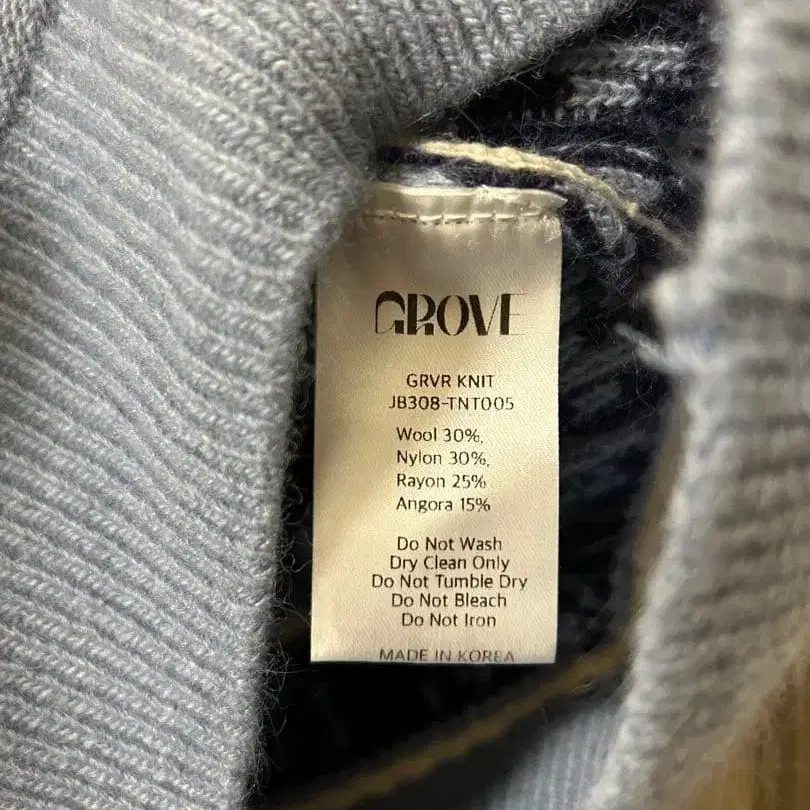 GROVE
GRVR KNIT
JB308-TNT005
Wool 30%,
Nylon 30%,
Rayon 25%
Angora 15%
Do Not Wash
Dry Clean Only
Do Not Tumble Dry
Do Not Bleach
Do Not Iron
MADE IN KOREA